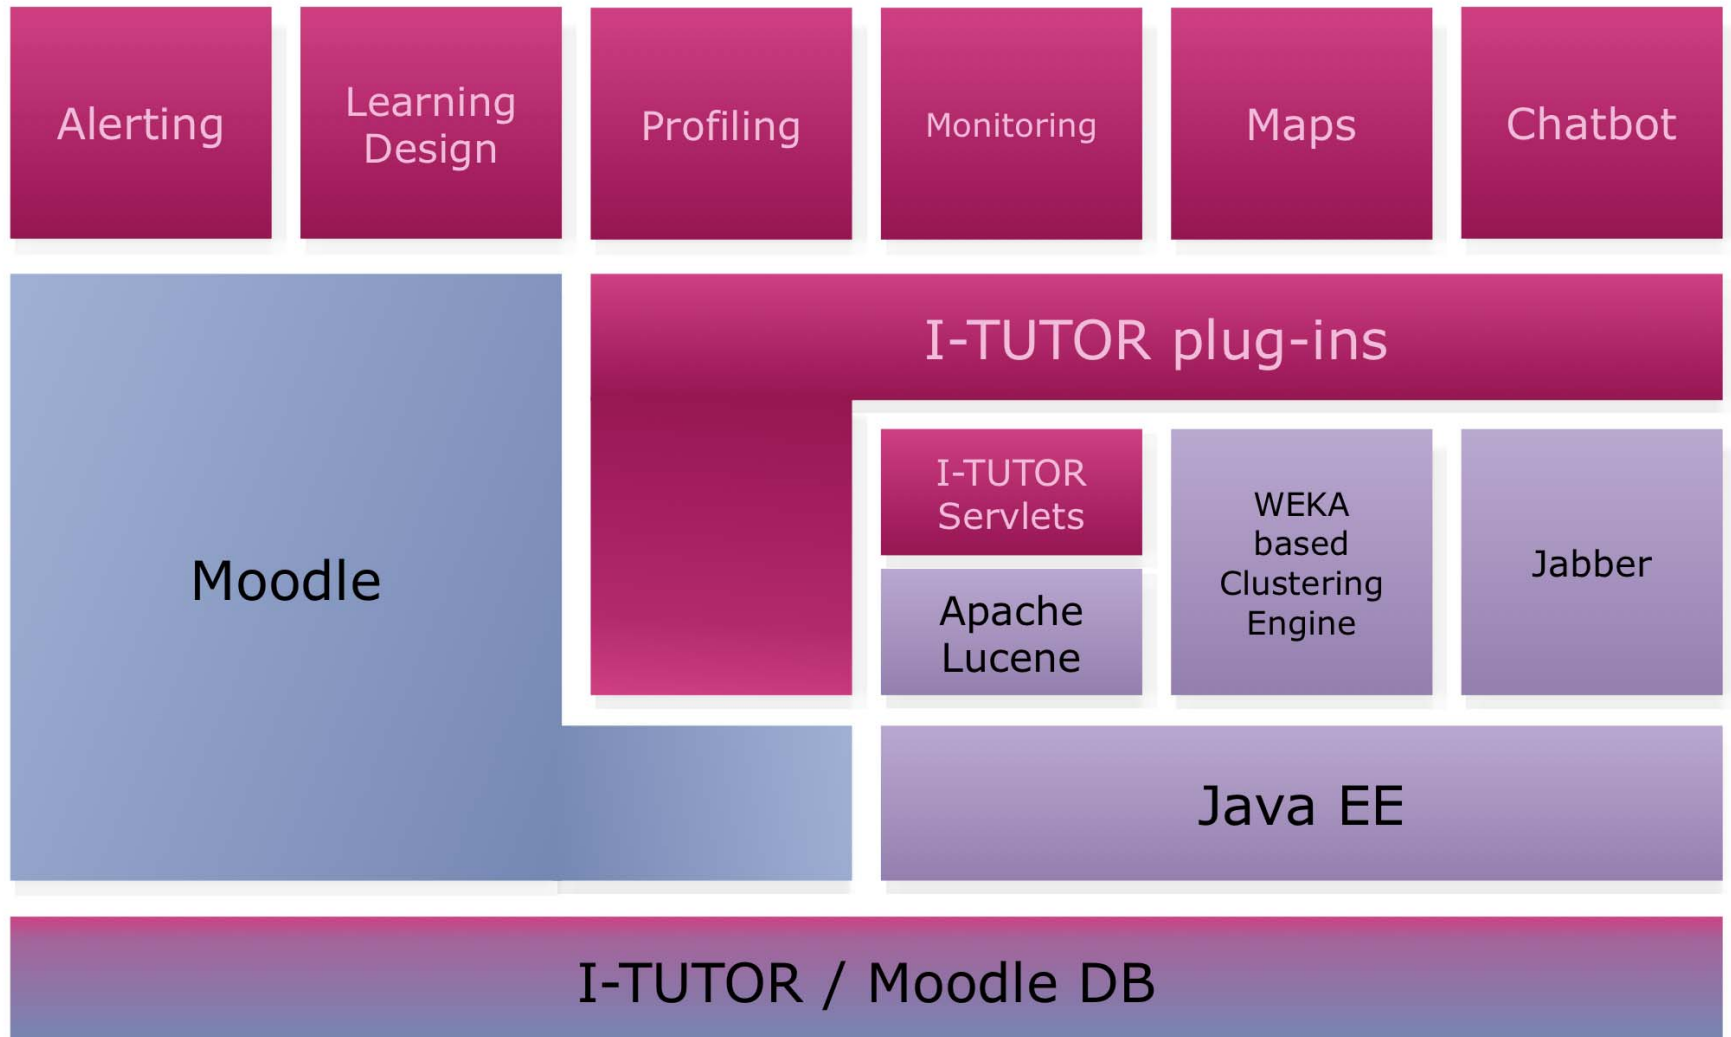 Alerting
Learning
Design
Profiling
Monitoring
Maps
Chatbot
I-TUTOR plug-ins
Moodle
I-TUTOR
Servlets
Apache
Lucene
WEKA
based
Clustering
Engine
Jabber
Java EE
I-TUTOR / Moodle DB